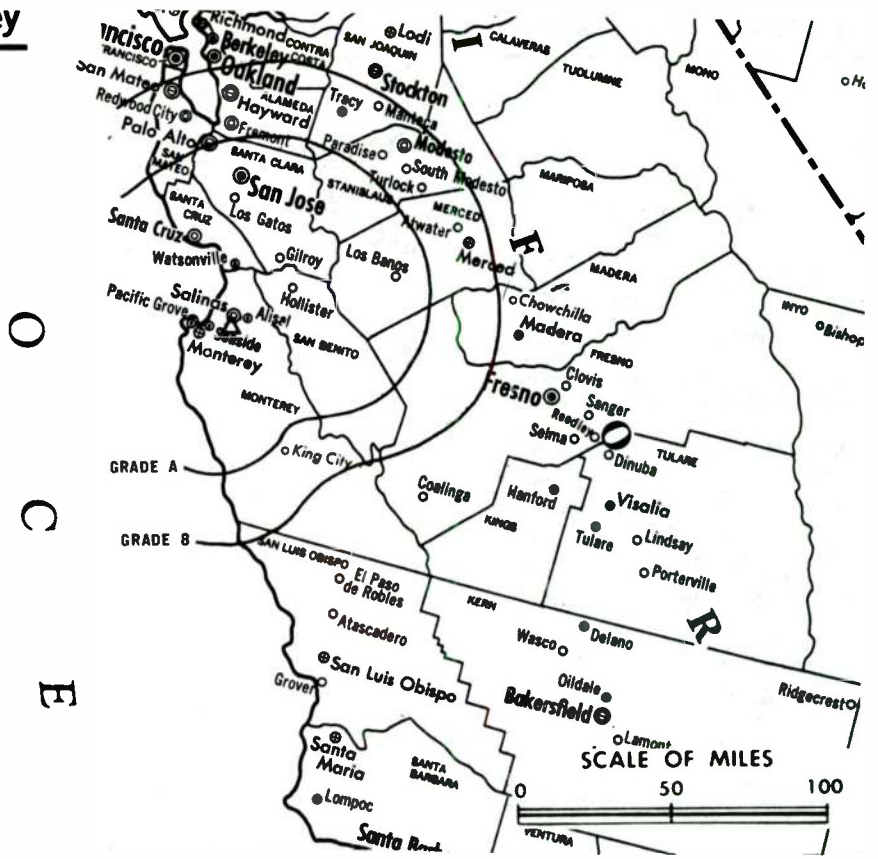 ey
Richmond
CONTRA COSTA
Lodi
SAN JOAQUIN
I
CALAVERAS
ncisco
Berkeley
RANCISCO
Oakland
Stockton
TUOLUMNE
MONO
San Mateo
ALAMEDA
Hayward
Tracy
Manteca
Redwood City
Fremont
Paradise
Modesto
Palo Alto
SAN MATEO
SANTA CLARA
South Modesto
Turlock
MARIPOSA
San Jose
STANISLAUS
SANTA CRUZ
Los Gatos
MERCED
Atwater
Santa Cruz
F
Merced
Watsonville
Gilroy
Los Banos
MADERA
Pacific Grove
Salinas
Alisal
Hollister
Chowchilla
INYO
Bishop
O
Seaside
Madera
Monterey
SAN BENITO
FRESNO
Fresno
Clovis
MONTEREY
Sanger
Reedley
O
Selma
King City
GRADE A
Dinuba
TULARE
Coalinga
Hanford
Visalia
C
KINGS
Tulare
Lindsay
GRADE B
SAN LUIS OBISPO
El Paso
de Robles
Porterville
KERN
Atascadero
Delano
R
Wasco
San Luis Obispo
E
Grover
Oildale
Ridgecrest
Bakersfield
Lamont
Santa
Maria
SANTA
BARBARA
SCALE OF MILES
0 50 100
Lompoc
Santa Barb
VENTURA